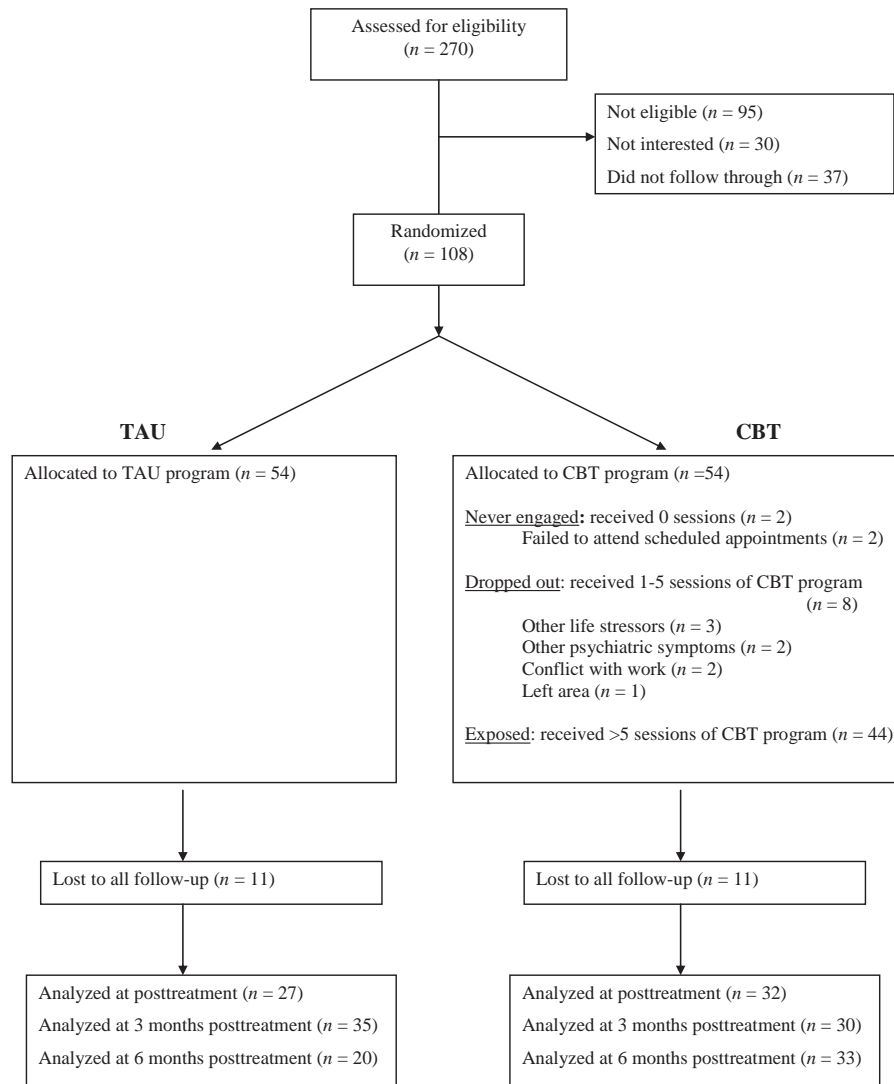 Assessed for eligibility
(n = 270)
Not eligible (n = 95)
Not interested (n = 30)
Did not follow through (n = 37)
Randomized
(n = 108)
TAU
Allocated to TAU program (n = 54)
CBT
Allocated to CBT program (n =54)
Never engaged: received 0 sessions (n = 2)
Failed to attend scheduled appointments (n = 2)
Dropped out: received 1-5 sessions of CBT program
(n = 8)
Other life stressors (n = 3)
Other psychiatric symptoms (n = 2)
Conflict with work (n = 2)
Left area (n = 1)
Exposed: received >5 sessions of CBT program (n = 44)
Lost to all follow-up (n = 11)
Lost to all follow-up (n = 11)
Analyzed at posttreatment (n = 27)
Analyzed at 3 months posttreatment (n = 35)
Analyzed at 6 months posttreatment (n = 20)
Analyzed at posttreatment (n = 32)
Analyzed at 3 months posttreatment (n = 30)
Analyzed at 6 months posttreatment (n = 33)